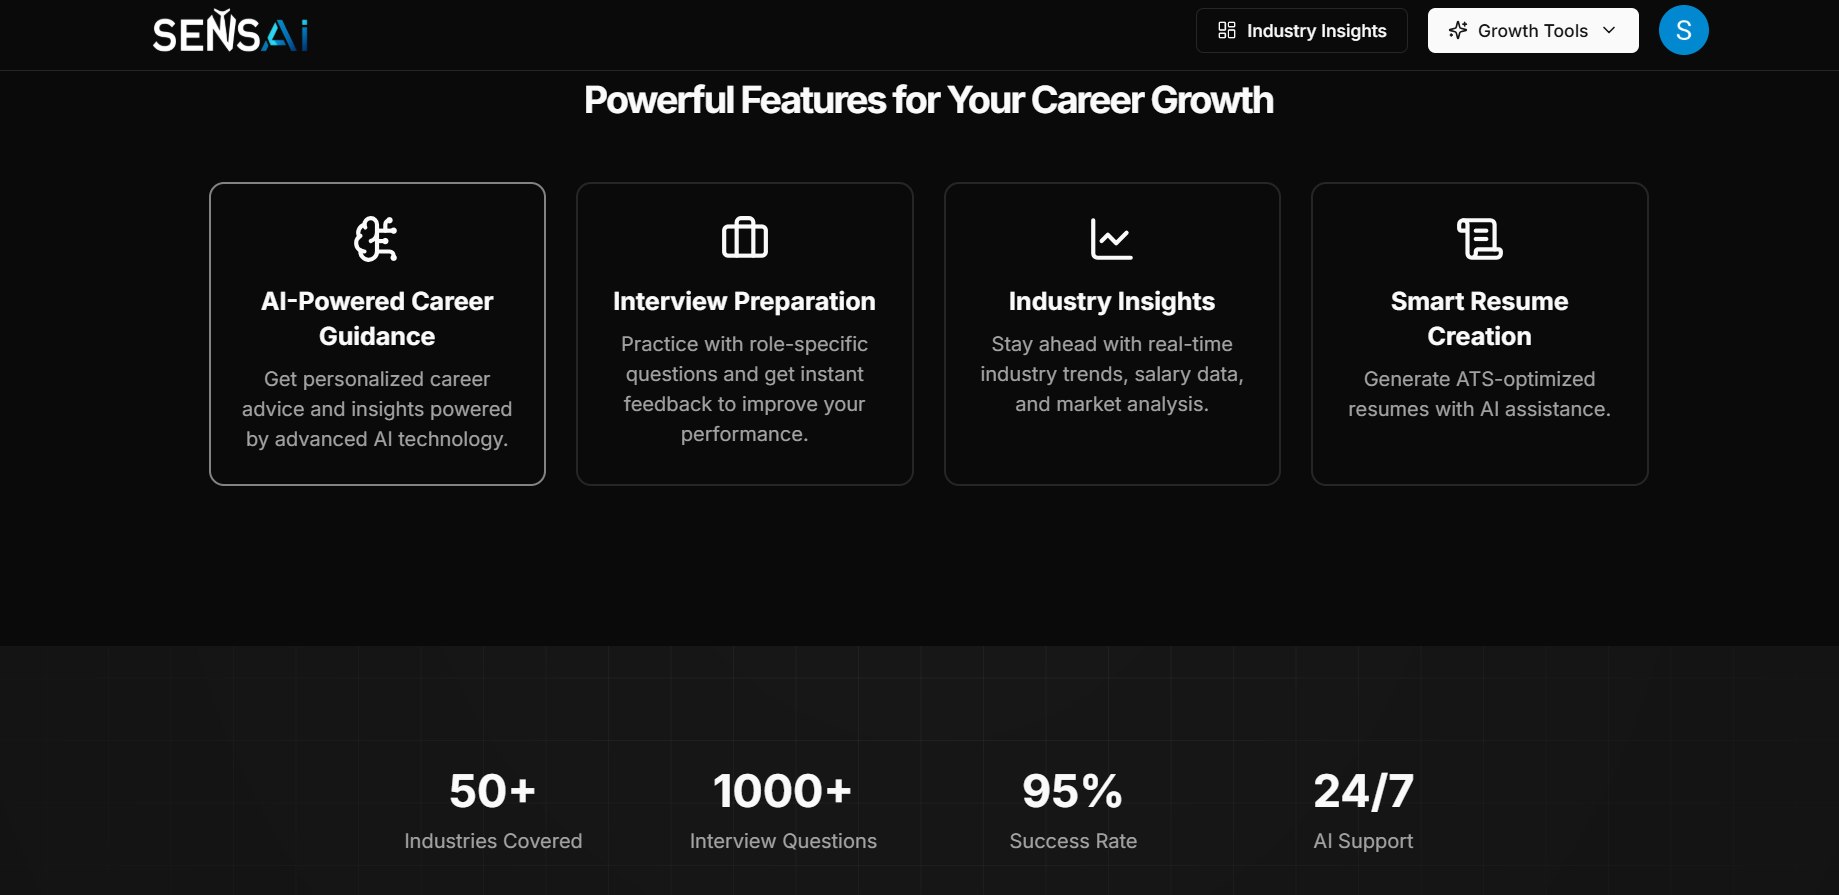 SENSAi
Industry Insights
Growth Tools
S
Powerful Features for Your Career Growth
AI-Powered Career
Guidance
Get personalized career
advice and insights powered
by advanced AI technology.
Interview Preparation
Practice with role-specific
questions and get instant
feedback to improve your
performance.
Industry Insights
Stay ahead with real-time
industry trends, salary data,
and market analysis.
Smart Resume
Creation
Generate ATS-optimized
resumes with AI assistance.
50+
Industries Covered
1000+
Interview Questions
95%
Success Rate
24/7
AI Support